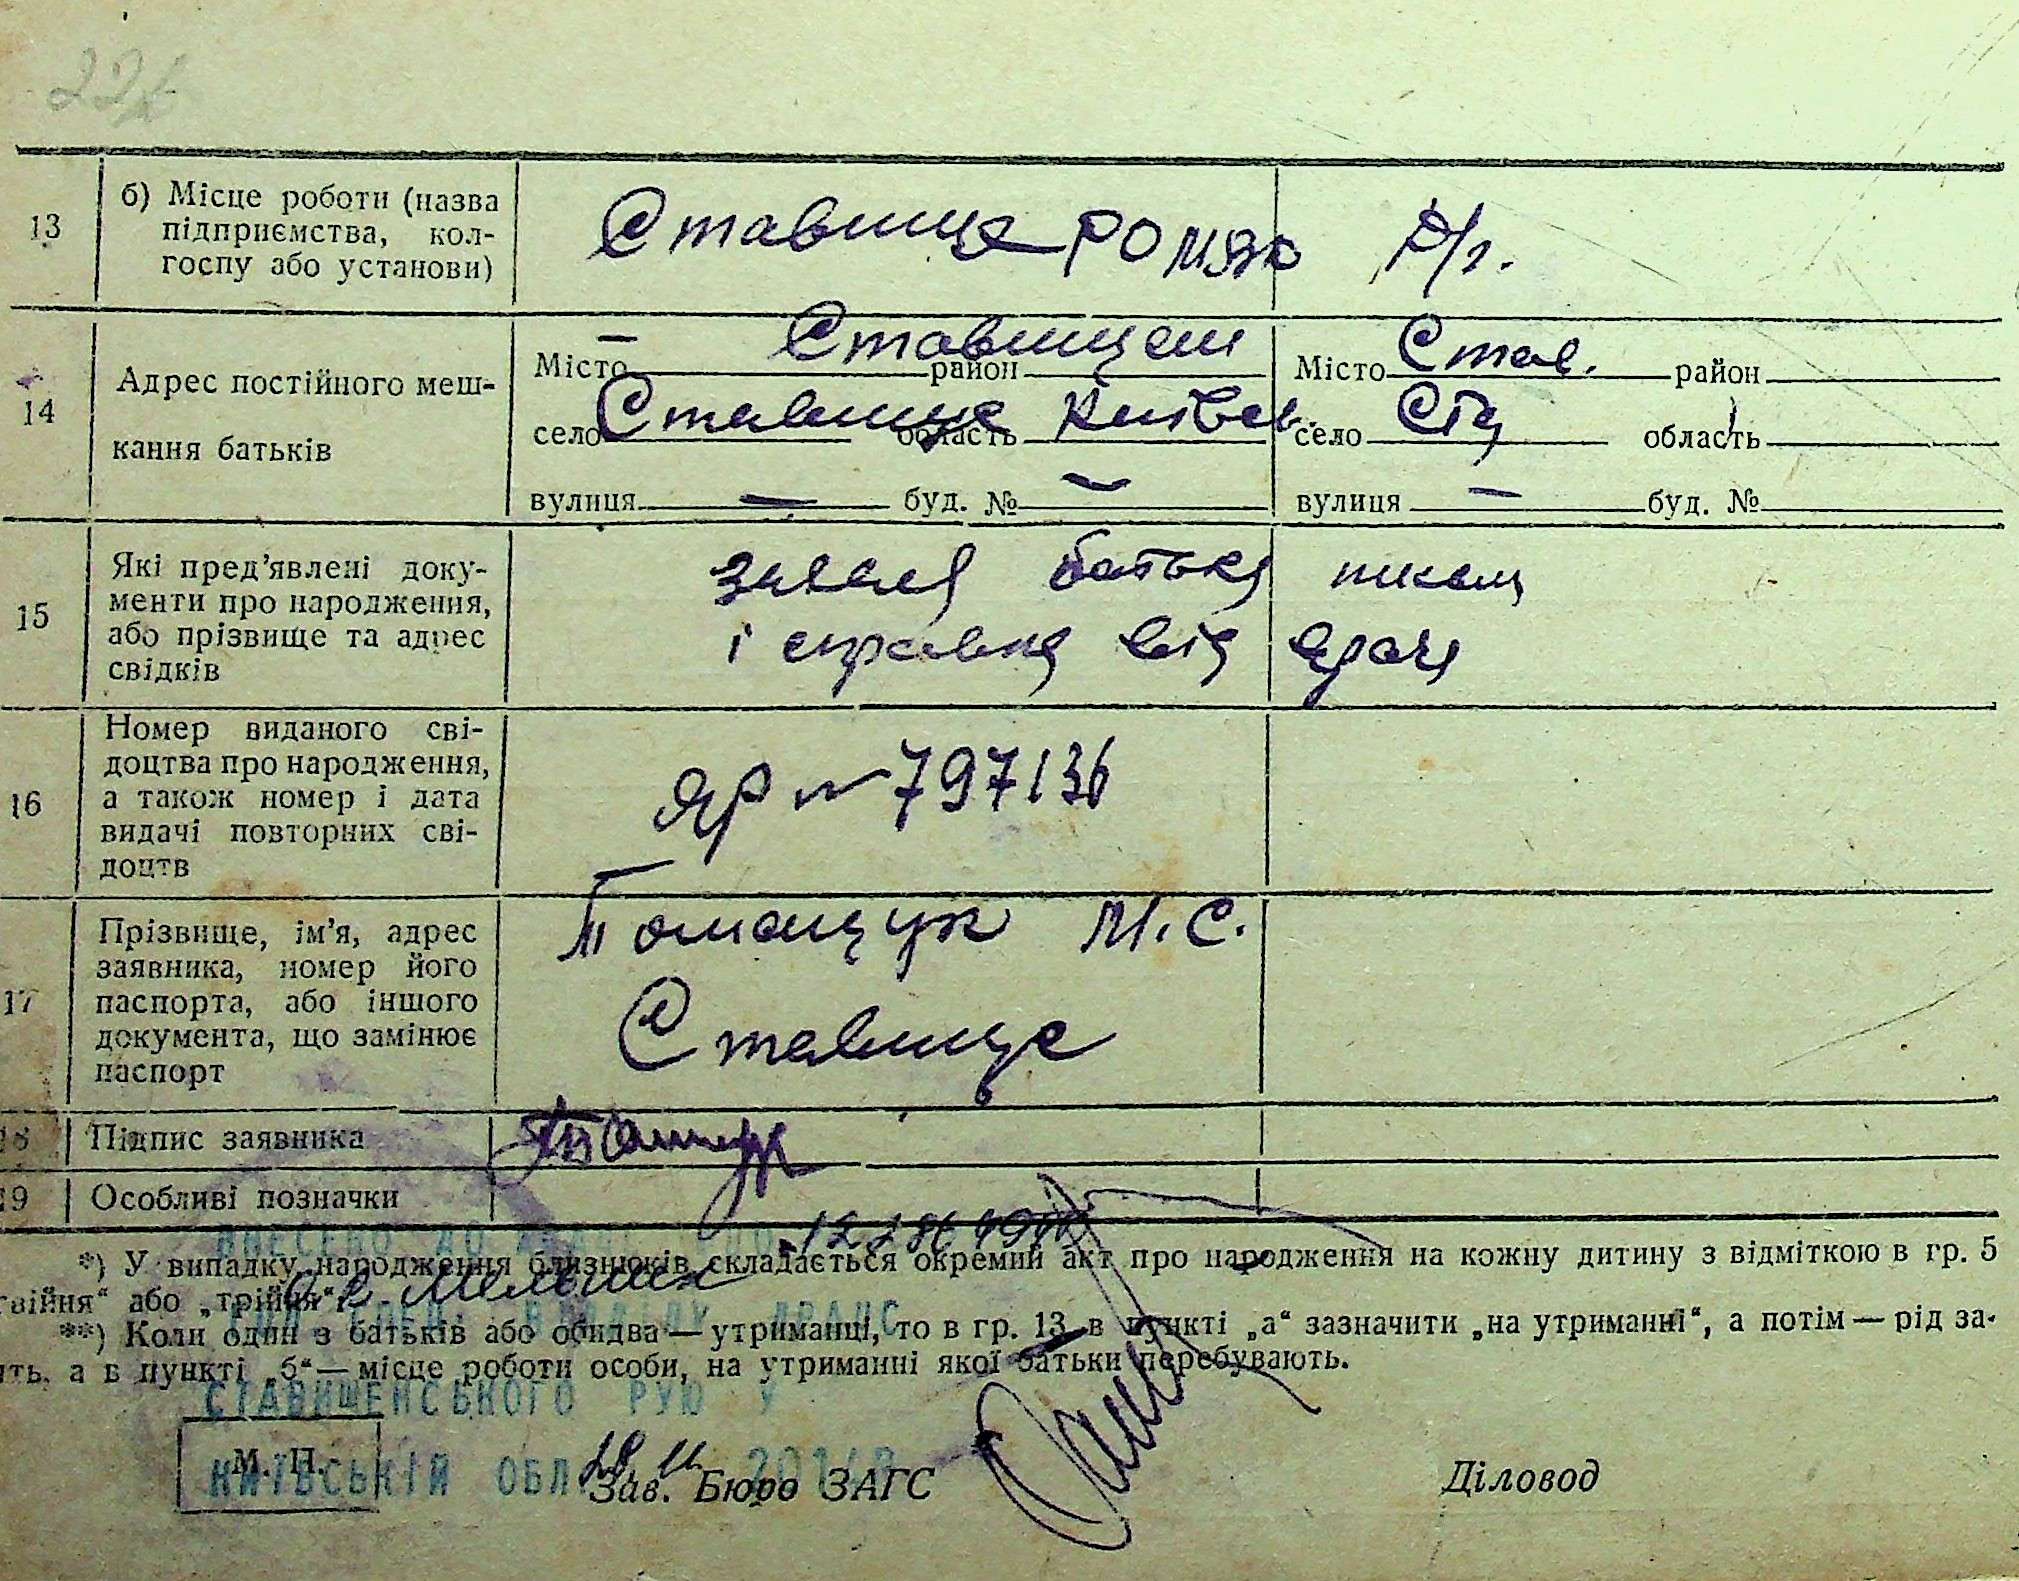 13
б) Місце роботи (назва
підприємства, кол-
госпу або установи)
Ставище
14
Адрес постійного меш-
кання батьків
Місто — район Ставищан
село Ставище область Київсь.
вулиця — буд. № —
Місто Став. район
село область
вулиця — буд. №
15
Які пред'явлені доку-
менти про народження,
або прізвище та адрес
свідків
заява батька
і справка від врача
16
Номер виданого сві-
доцтва про народження,
а також номер і дата
видачі повторних сві-
доцтв
ЯР № 797136
17
Прізвище, ім'я, адрес
заявника, номер його
паспорта, або іншого
документа, що замінює
паспорт
Томащук М. С.
Ставище
18
Підпис заявника
19
Особливі позначки
*) У випадку народження близнюків складається окремий акт про народження на кожну дитину з відміткою в гр. 5
„двійня“ або „трійня“.
**) Коли один з батьків або обидва — утриманці, то в гр. 13 в пункті „а“ зазначити „на утриманні“, а потім — рід за-
ть, а в пункті „б“ — місце роботи особи, на утриманні якої батьки перебувають.
СТАВИЩЕНСЬКОГО РУЮ У
КИЇВСЬКІЙ ОБЛ
М. П.
Зав. Бюро ЗАГС
Діловод